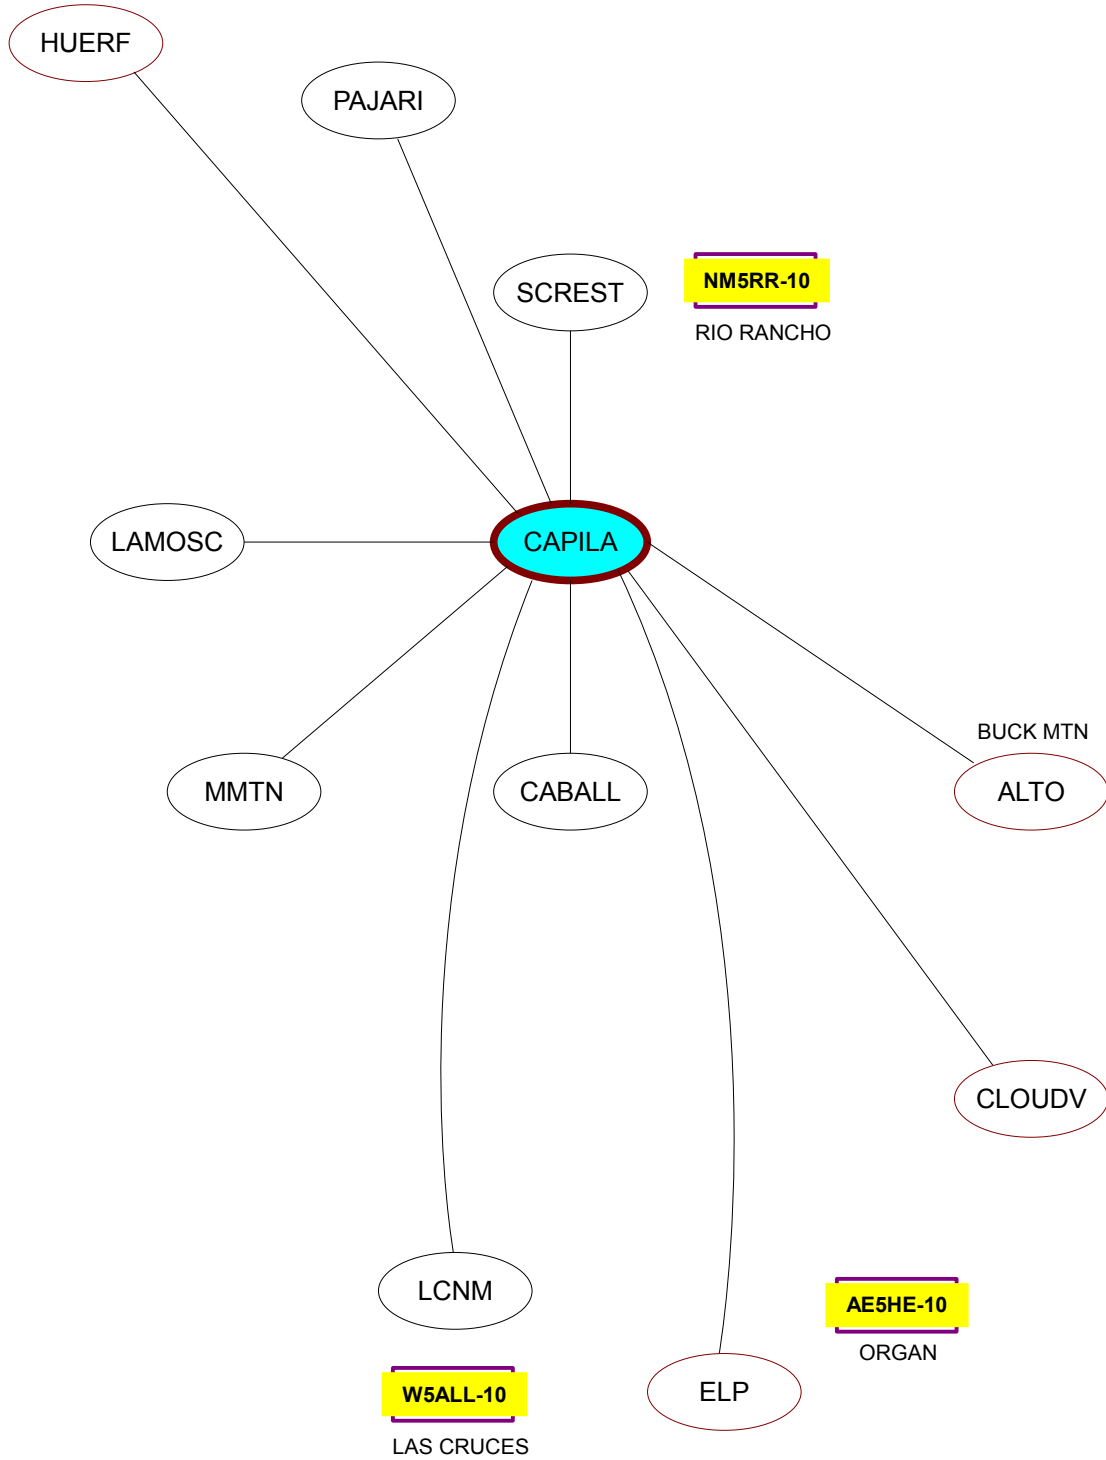 HUERF
PAJARI
SCREST
NM5RR-10
RIO RANCHO
LAMOSC
CAPILA
BUCK MTN
MMTN
CABALL
ALTO
CLOUDV
LCNM
AE5HE-10
ORGAN
W5ALL-10
ELP
LAS CRUCES